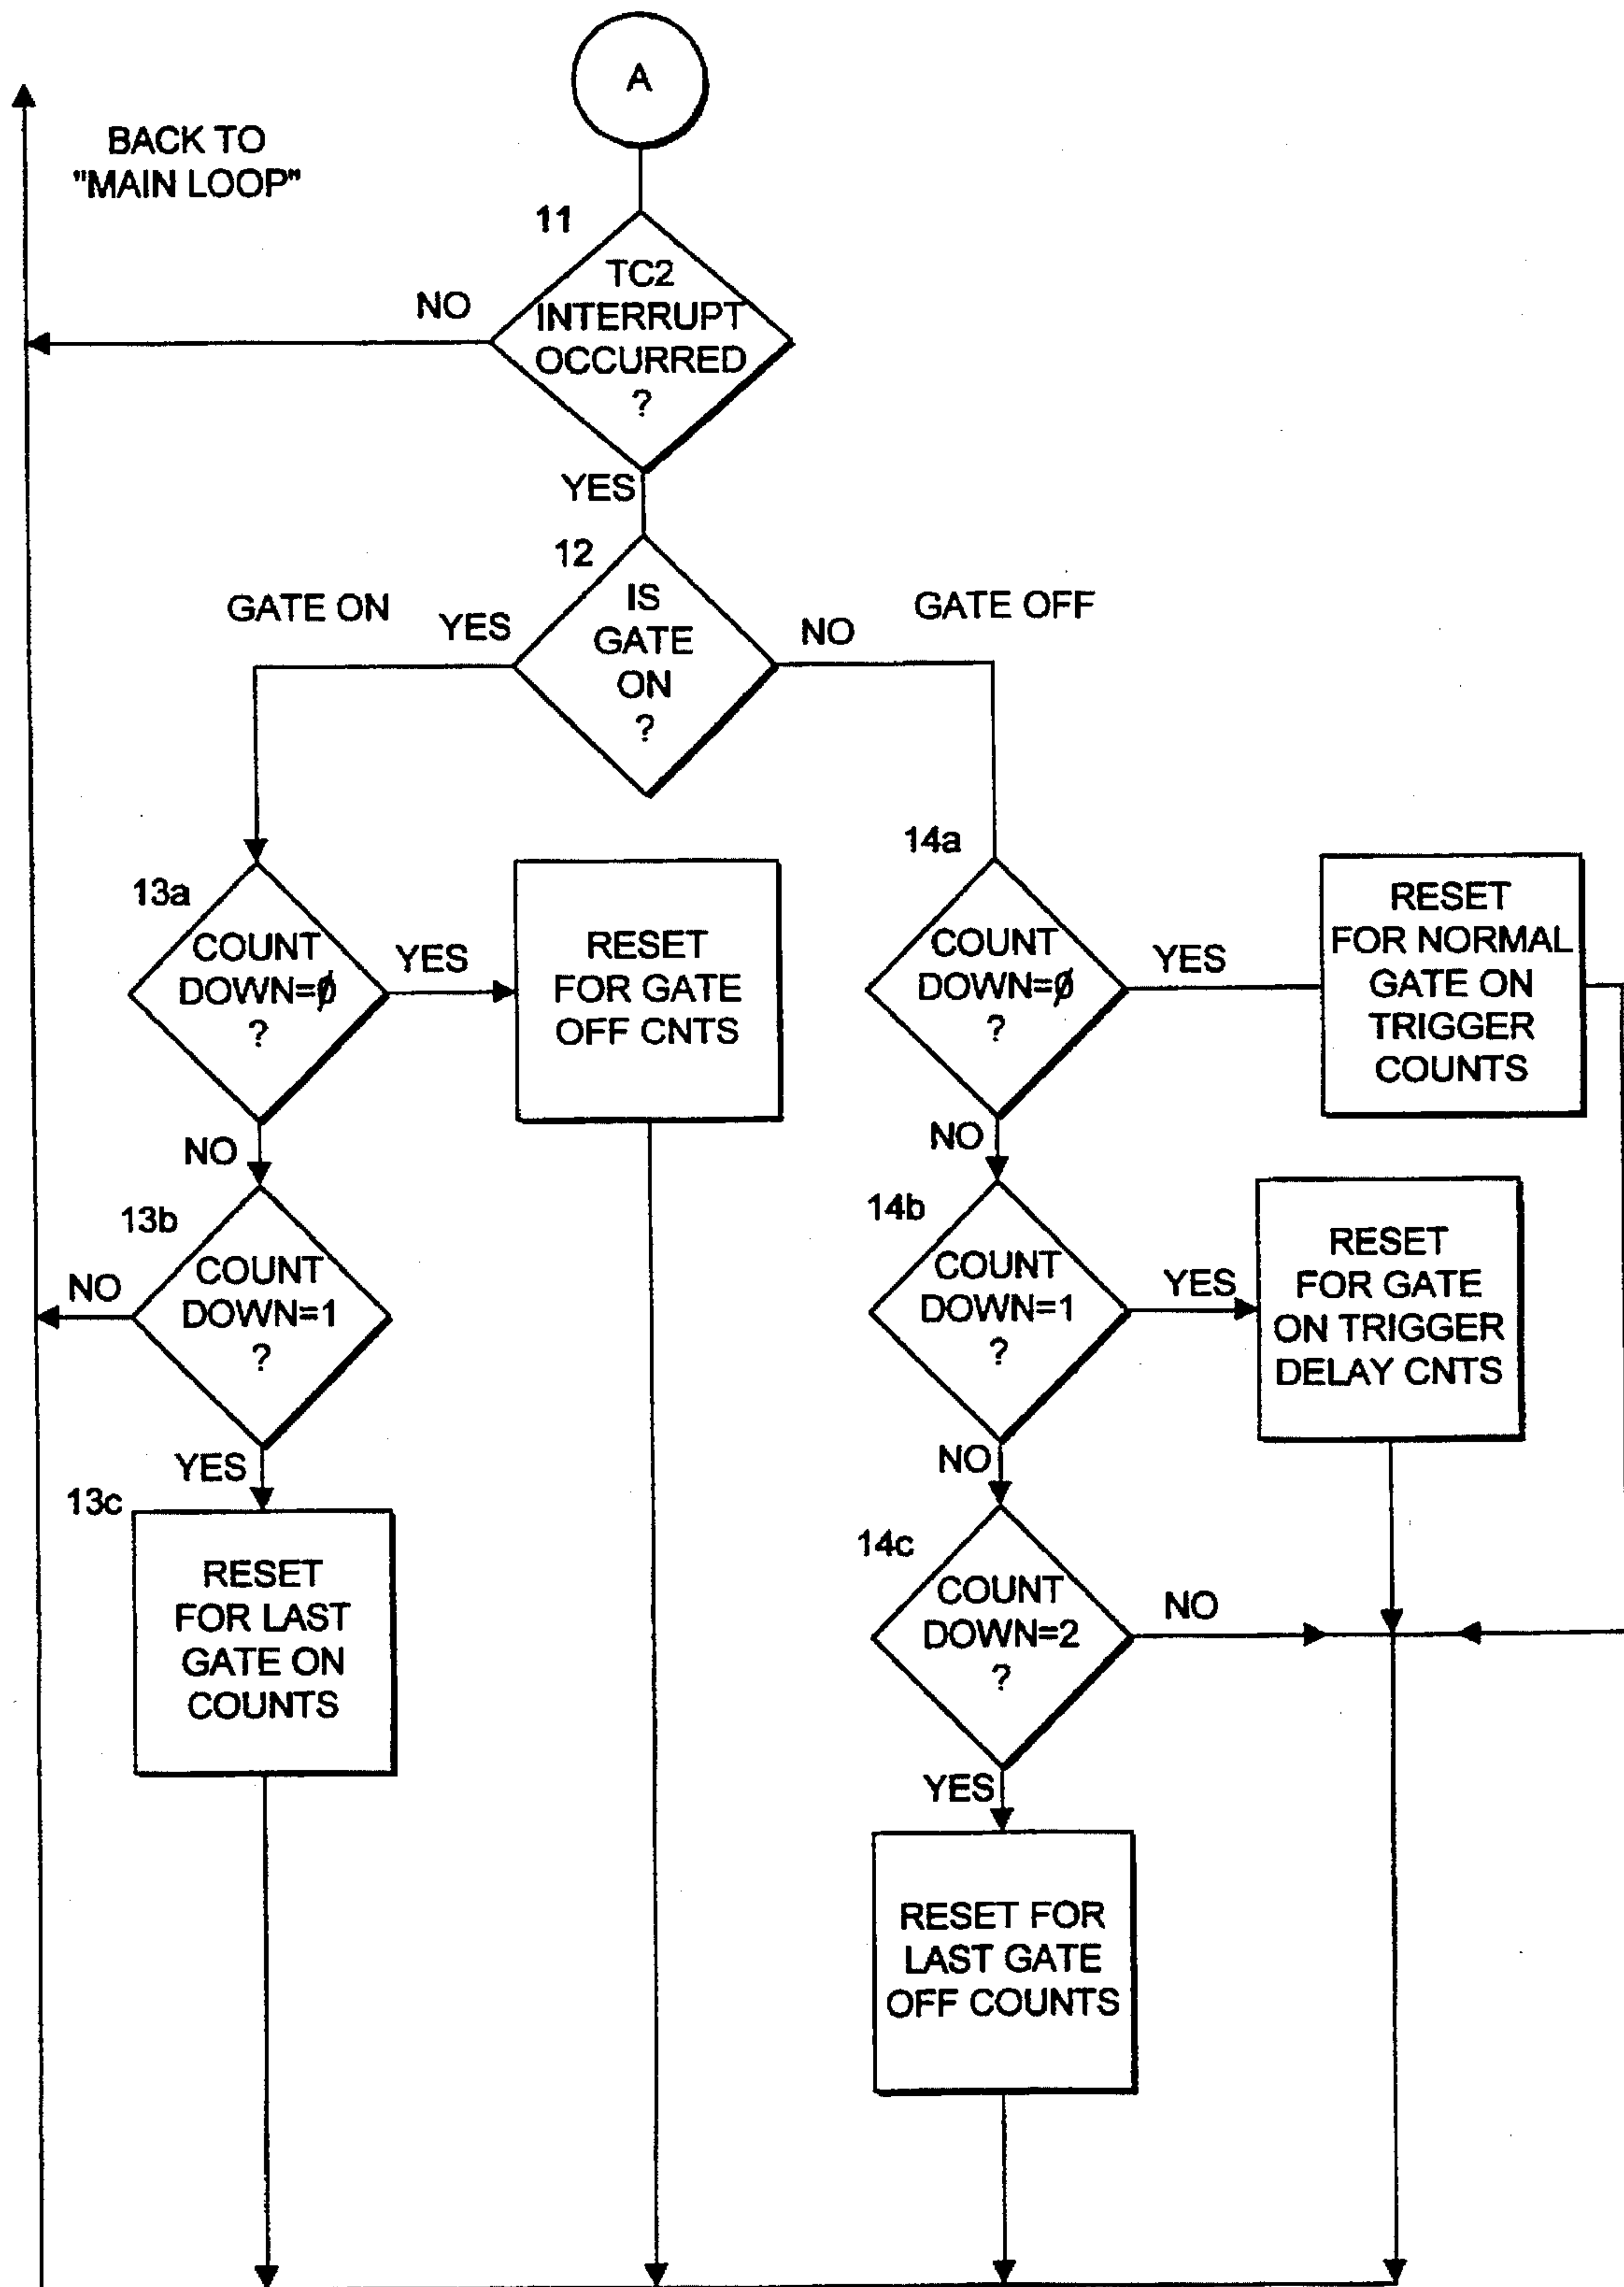 A
BACK TO
"MAIN LOOP"
11
TC2
INTERRUPT
OCCURRED
?
NO
YES
12
IS
GATE
ON
?
GATE ON
YES
NO
GATE OFF
13a
COUNT
DOWN=ø
?
YES
RESET
FOR GATE
OFF CNTS
14a
COUNT
DOWN=ø
?
YES
RESET
FOR NORMAL
GATE ON
TRIGGER
COUNTS
NO
NO
13b
COUNT
DOWN=1
?
NO
YES
14b
COUNT
DOWN=1
?
YES
RESET
FOR GATE
ON TRIGGER
DELAY CNTS
NO
13c
RESET
FOR LAST
GATE ON
COUNTS
14c
COUNT
DOWN=2
?
NO
YES
RESET FOR
LAST GATE
OFF COUNTS